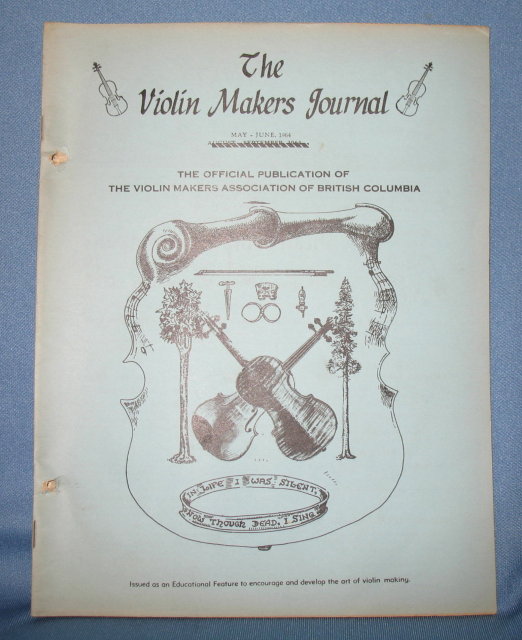 The
Violin Makers Journal
MAY - JUNE, 1964
THE OFFICIAL PUBLICATION OF
THE VIOLIN MAKERS ASSOCIATION OF BRITISH COLUMBIA
IN LIFE I WAS SILENT,
NOW THOUGH DEAD, I SING
Issued as an Educational Feature to encourage and develop the art of violin making.